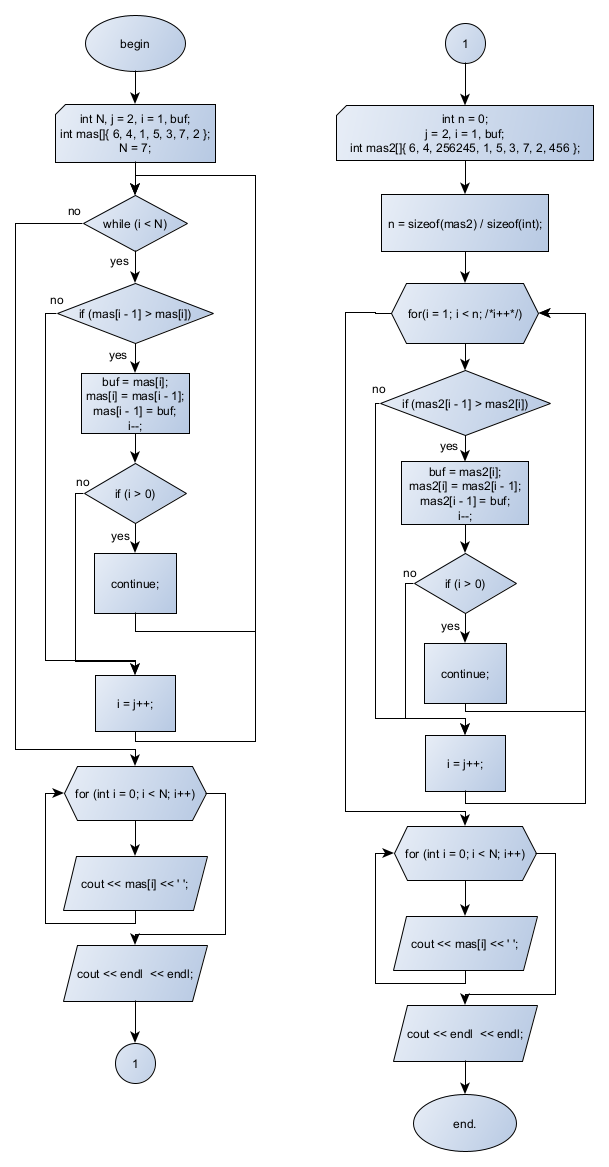 begin
int N, j = 2, i = 1, buf;
int mas[]{ 6, 4, 1, 5, 3, 7, 2 };
N = 7;
no
while (i < N)
yes
no
if (mas[i - 1] > mas[i])
yes
buf = mas[i];
mas[i] = mas[i - 1];
mas[i - 1] = buf;
i--;
no
if (i > 0)
yes
continue;
i = j++;
for (int i = 0; i < N; i++)
cout << mas[i] << ' ';
cout << endl  << endl;
1
1
int n = 0;
j = 2, i = 1, buf;
int mas2[]{ 6, 4, 256245, 1, 5, 3, 7, 2, 456 };
n = sizeof(mas2) / sizeof(int);
for(i = 1; i < n; /*i++*/)
no
if (mas2[i - 1] > mas2[i])
yes
buf = mas2[i];
mas2[i] = mas2[i - 1];
mas2[i - 1] = buf;
i--;
no
if (i > 0)
yes
continue;
i = j++;
for (int i = 0; i < N; i++)
cout << mas[i] << ' ';
cout << endl  << endl;
end.